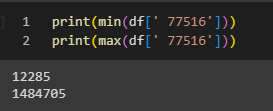 1 print(min(df[' 77516']))
2 print(max(df[' 77516']))
12285
1484705